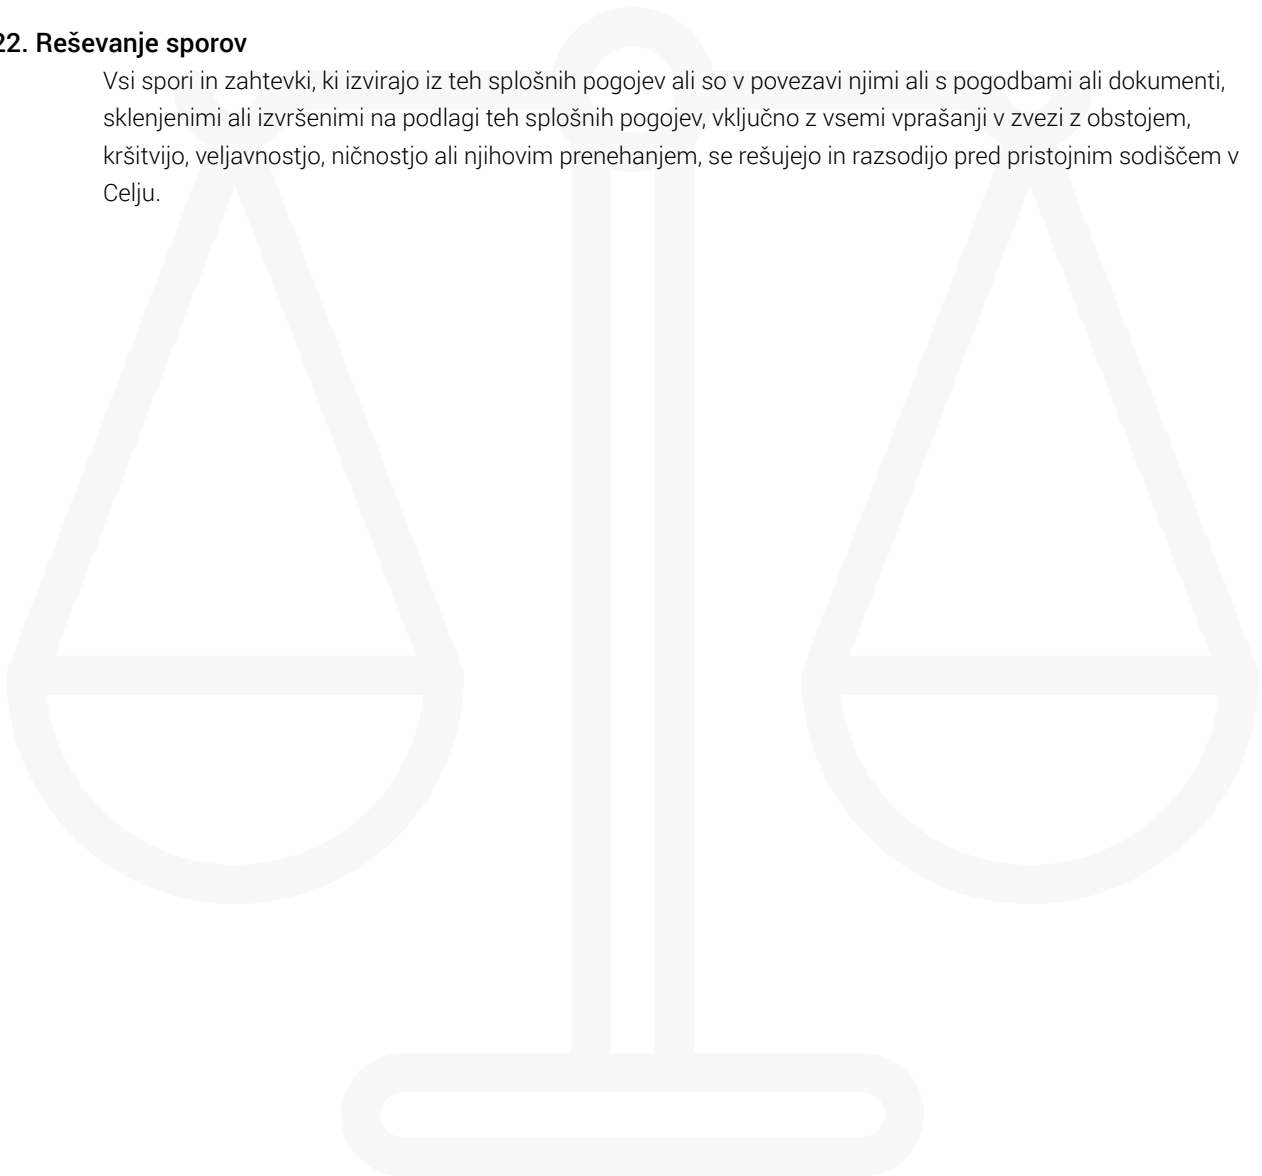 22. Reševanje sporov
Vsi spori in zahtevki, ki izvirajo iz teh splošnih pogojev ali so v povezavi njimi ali s pogodbami ali dokumenti,
sklenjenimi ali izvršenimi na podlagi teh splošnih pogojev, vključno z vsemi vprašanji v zvezi z obstojem,
kršitvijo, veljavnostjo, ničnostjo ali njihovim prenehanjem, se rešujejo in razsodijo pred pristojnim sodiščem v
Celju.